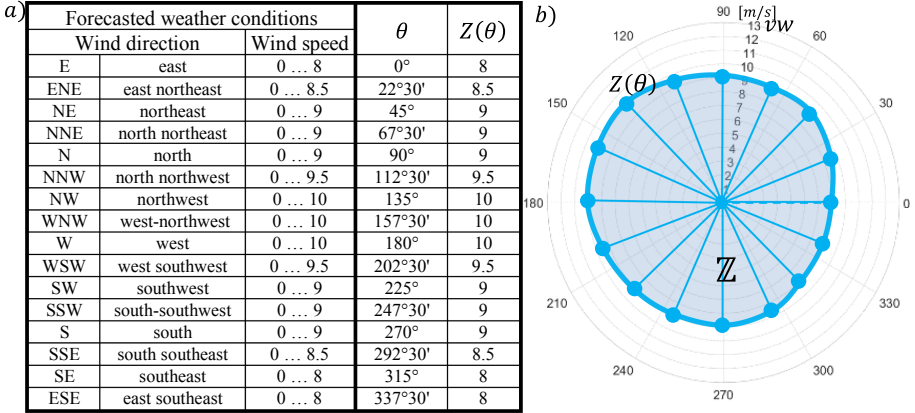 a)
Forecasted weather conditions θ Z(θ)
Wind direction Wind speed
E east 0 … 8 0° 8
ENE east northeast 0 … 8.5 22°30' 8.5
NE northeast 0 … 9 45° 9
NNE north northeast 0 … 9 67°30' 9
N north 0 … 9 90° 9
NNW north northwest 0 … 9.5 112°30' 9.5
NW northwest 0 … 10 135° 10
WNW west-northwest 0 … 10 157°30' 10
W west 0 … 10 180° 10
WSW west southwest 0 … 9.5 202°30' 9.5
SW southwest 0 … 9 225° 9
SSW south-southwest 0 … 9 247°30' 9
S south 0 … 9 270° 9
SSE south southeast 0 … 8.5 292°30' 8.5
SE southeast 0 … 8 315° 8
ESE east southeast 0 … 8 337°30' 8
b)
90 [m/s]
vw
13
12
11
10
9
8
7
6
5
4
3
2
1
120 60
Z(θ)
150 30
180 0
ℤ
210 330
240 300
270